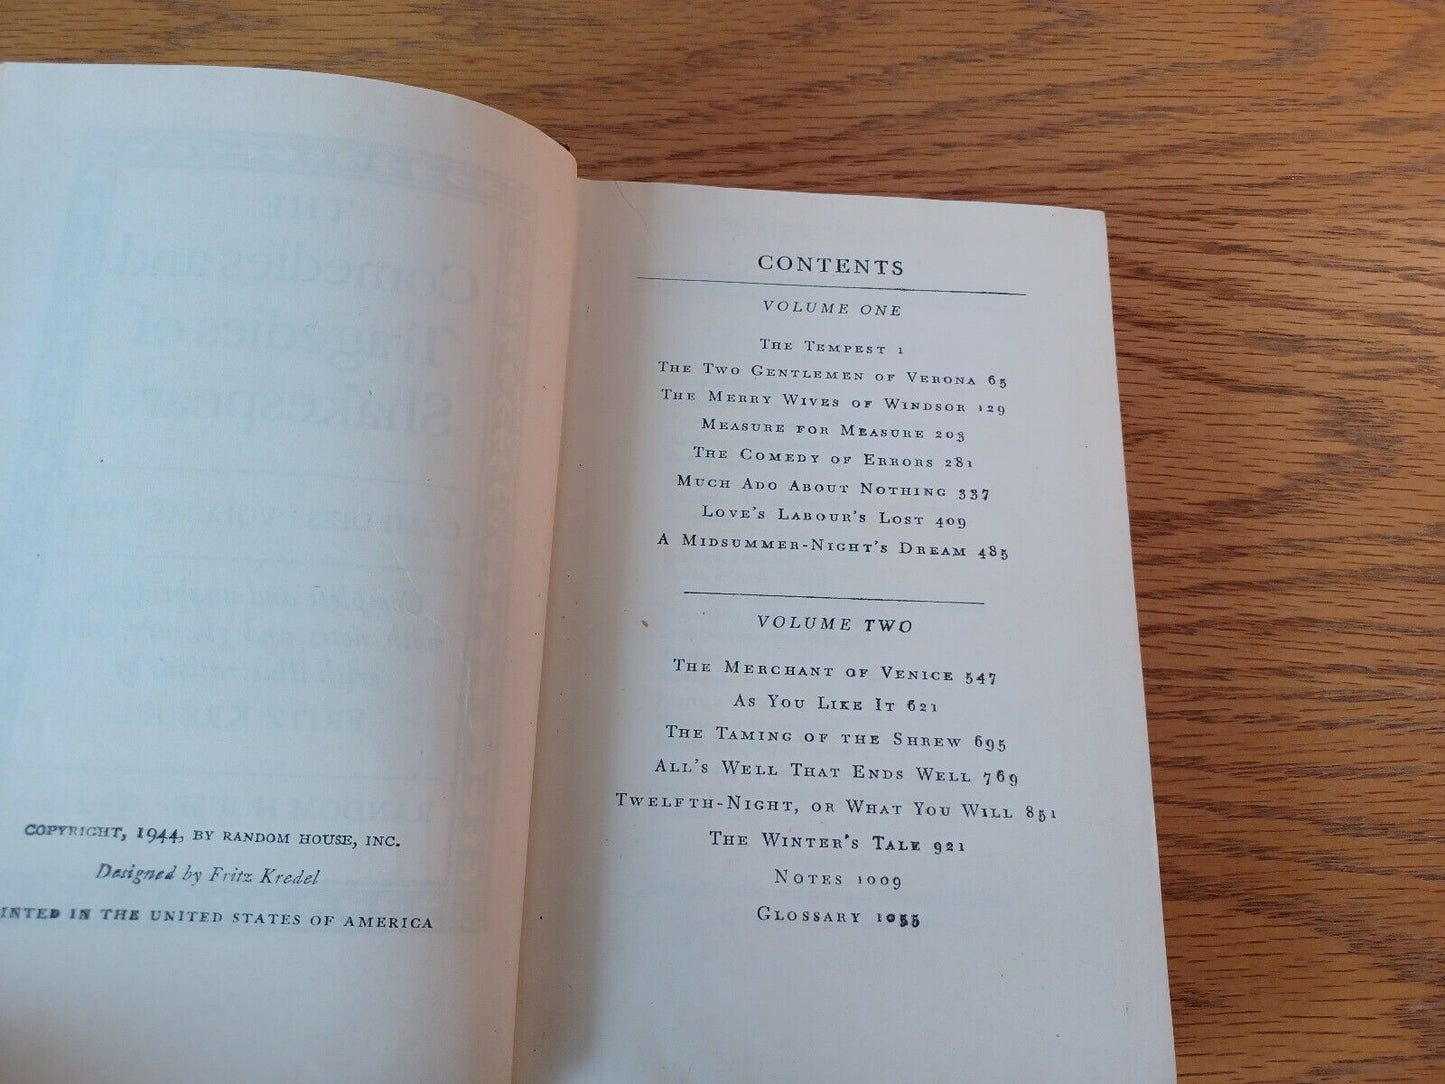 COPYRIGHT, 1944, BY RANDOM HOUSE, INC.
Designed by Fritz Kredel
INTED IN THE UNITED STATES OF AMERICA
CONTENTS
VOLUME ONE
THE TEMPEST 1
THE TWO GENTLEMEN OF VERONA 65
THE MERRY WIVES OF WINDSOR 129
MEASURE FOR MEASURE 203
THE COMEDY OF ERRORS 281
MUCH ADO ABOUT NOTHING 337
LOVE'S LABOUR'S LOST 409
A MIDSUMMER-NIGHT'S DREAM 485
VOLUME TWO
THE MERCHANT OF VENICE 547
AS YOU LIKE IT 621
THE TAMING OF THE SHREW 695
ALL'S WELL THAT ENDS WELL 769
TWELFTH-NIGHT, OR WHAT YOU WILL 851
THE WINTER'S TALE 921
NOTES 1009
GLOSSARY 1055